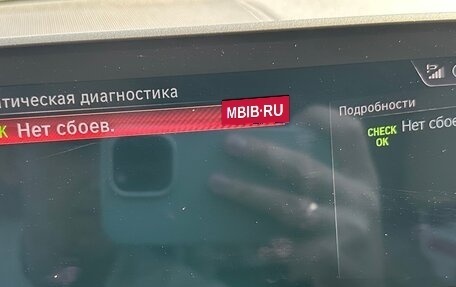 тическая диагностика
К Нет сбоев.
MBIB·RU
Подробности
CHECK OK Нет сбое